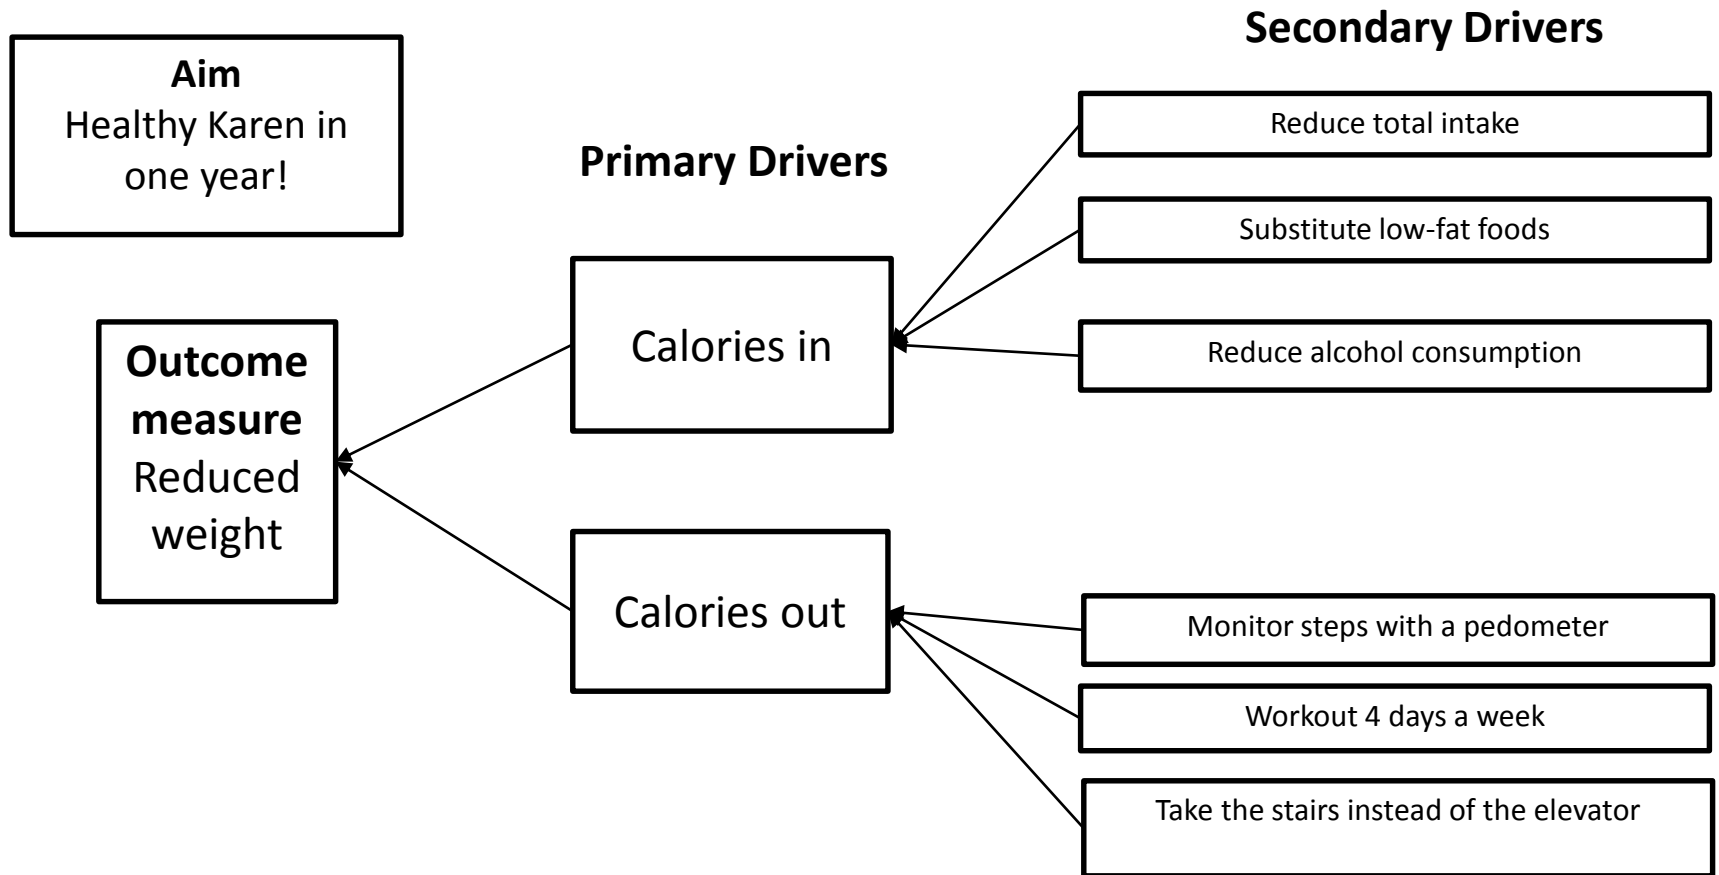 Secondary Drivers
Aim
Healthy Karen in
one year!
Primary Drivers
Reduce total intake
Substitute low-fat foods
Reduce alcohol consumption
Calories in
Outcome
measure
Reduced
weight
Calories out
Monitor steps with a pedometer
Workout 4 days a week
Take the stairs instead of the elevator